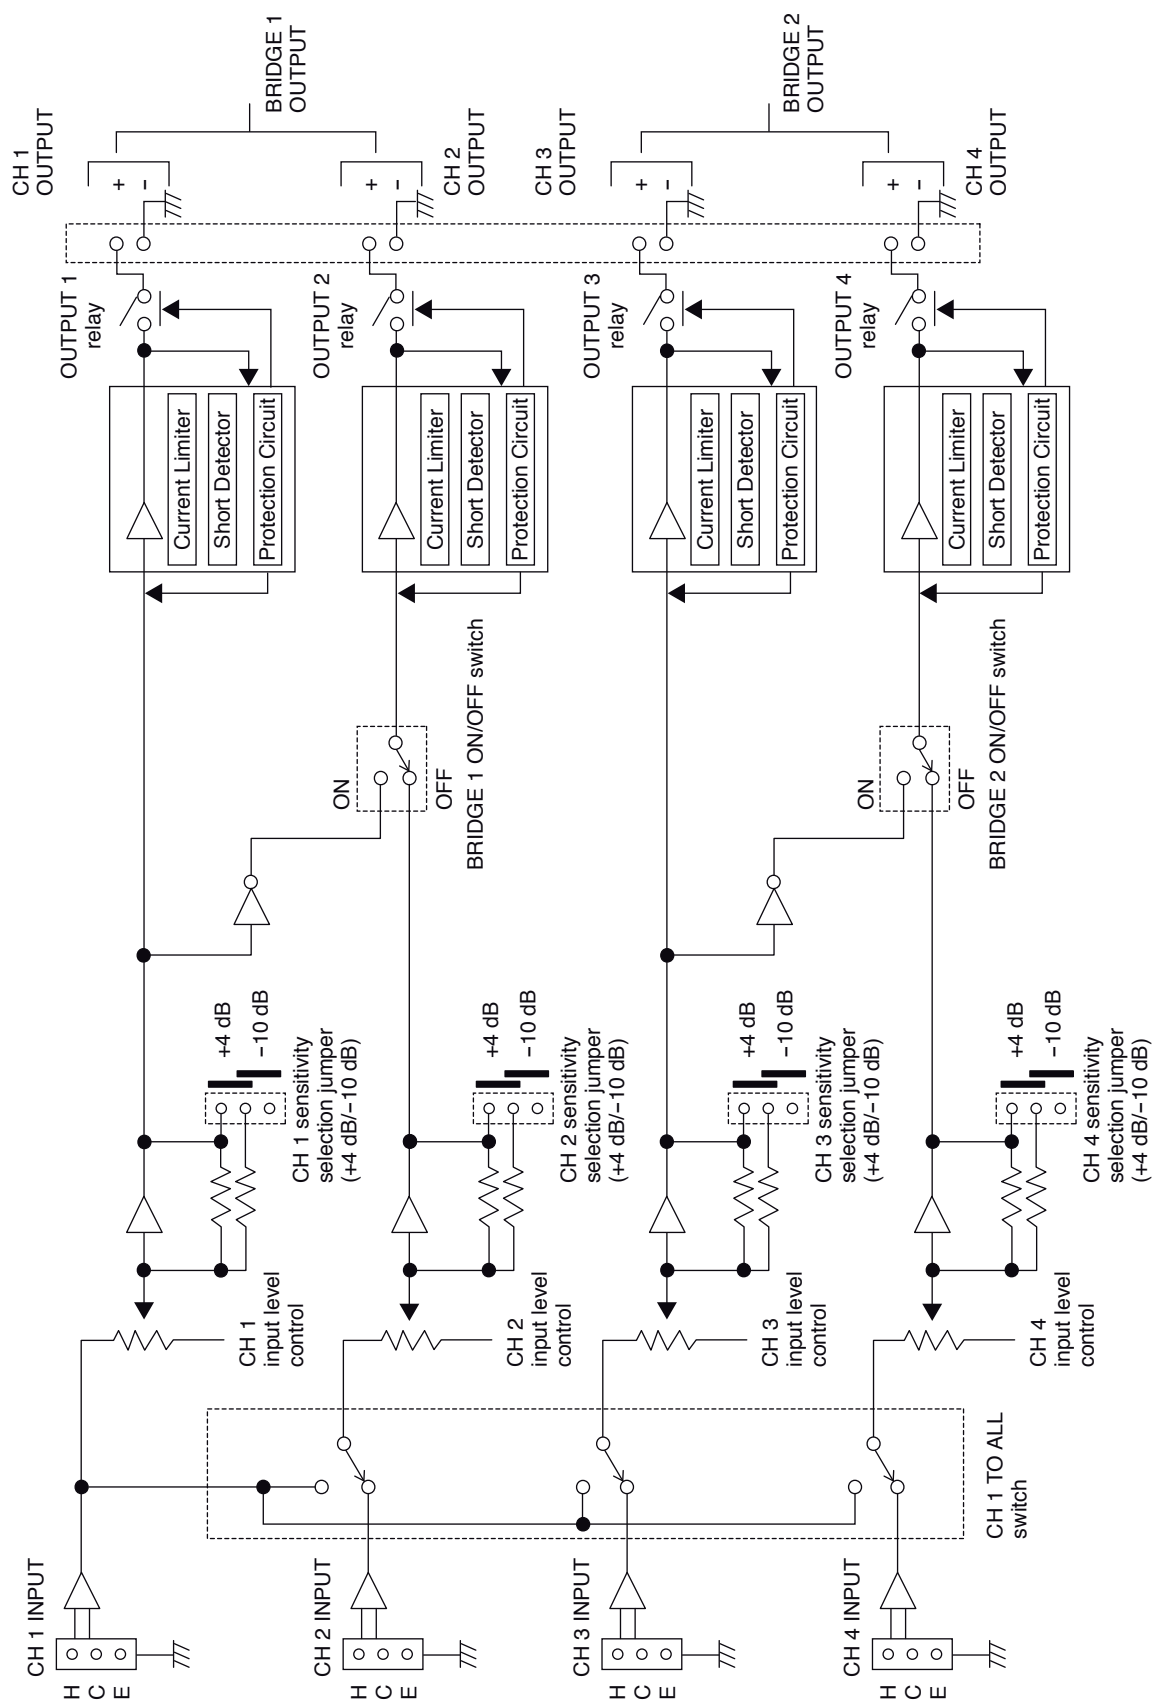 CH 1 INPUT
H
C
E
CH 1
input level
control
CH 1 sensitivity
selection jumper
(+4 dB/−10 dB)
+4 dB
−10 dB
Current Limiter
Short Detector
Protection Circuit
OUTPUT 1
relay
CH 1
OUTPUT
+
-
BRIDGE 1
OUTPUT
CH 2 INPUT
H
C
E
CH 2
input level
control
CH 2 sensitivity
selection jumper
(+4 dB/−10 dB)
+4 dB
−10 dB
ON
OFF
BRIDGE 1 ON/OFF switch
Current Limiter
Short Detector
Protection Circuit
OUTPUT 2
relay
+
-
CH 2
OUTPUT
CH 3 INPUT
H
C
E
CH 3
input level
control
CH 3 sensitivity
selection jumper
(+4 dB/−10 dB)
+4 dB
−10 dB
Current Limiter
Short Detector
Protection Circuit
OUTPUT 3
relay
CH 3
OUTPUT
+
-
BRIDGE 2
OUTPUT
CH 4 INPUT
H
C
E
CH 1 TO ALL
switch
CH 4
input level
control
CH 4 sensitivity
selection jumper
(+4 dB/−10 dB)
+4 dB
−10 dB
ON
OFF
BRIDGE 2 ON/OFF switch
Current Limiter
Short Detector
Protection Circuit
OUTPUT 4
relay
+
-
CH 4
OUTPUT